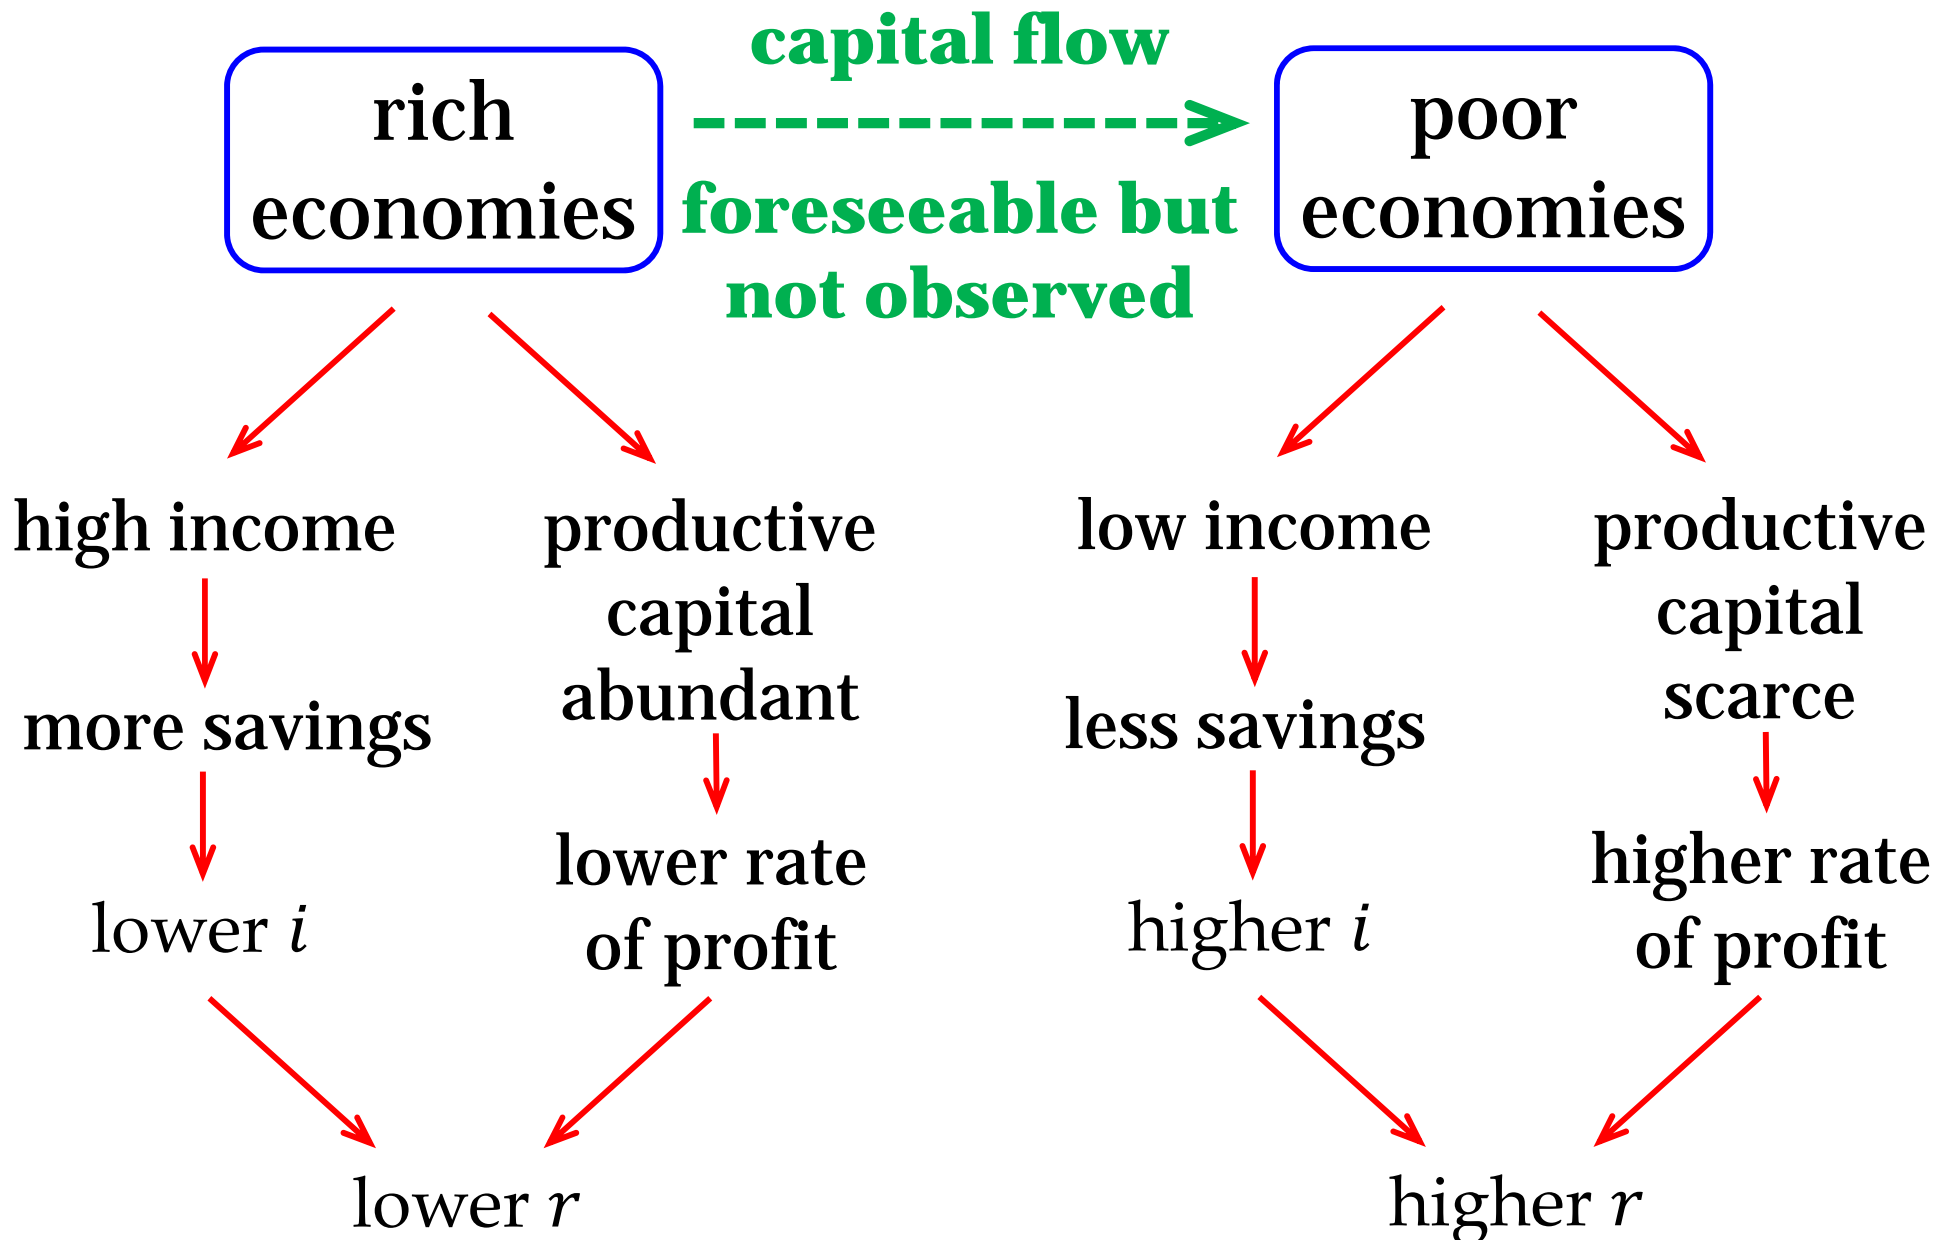 rich
economies
capital flow
foreseeable but
not observed
poor
economies
high income
more savings
lower i
productive
capital
abundant
lower rate
of profit
lower r
low income
less savings
higher i
productive
capital
scarce
higher rate
of profit
higher r